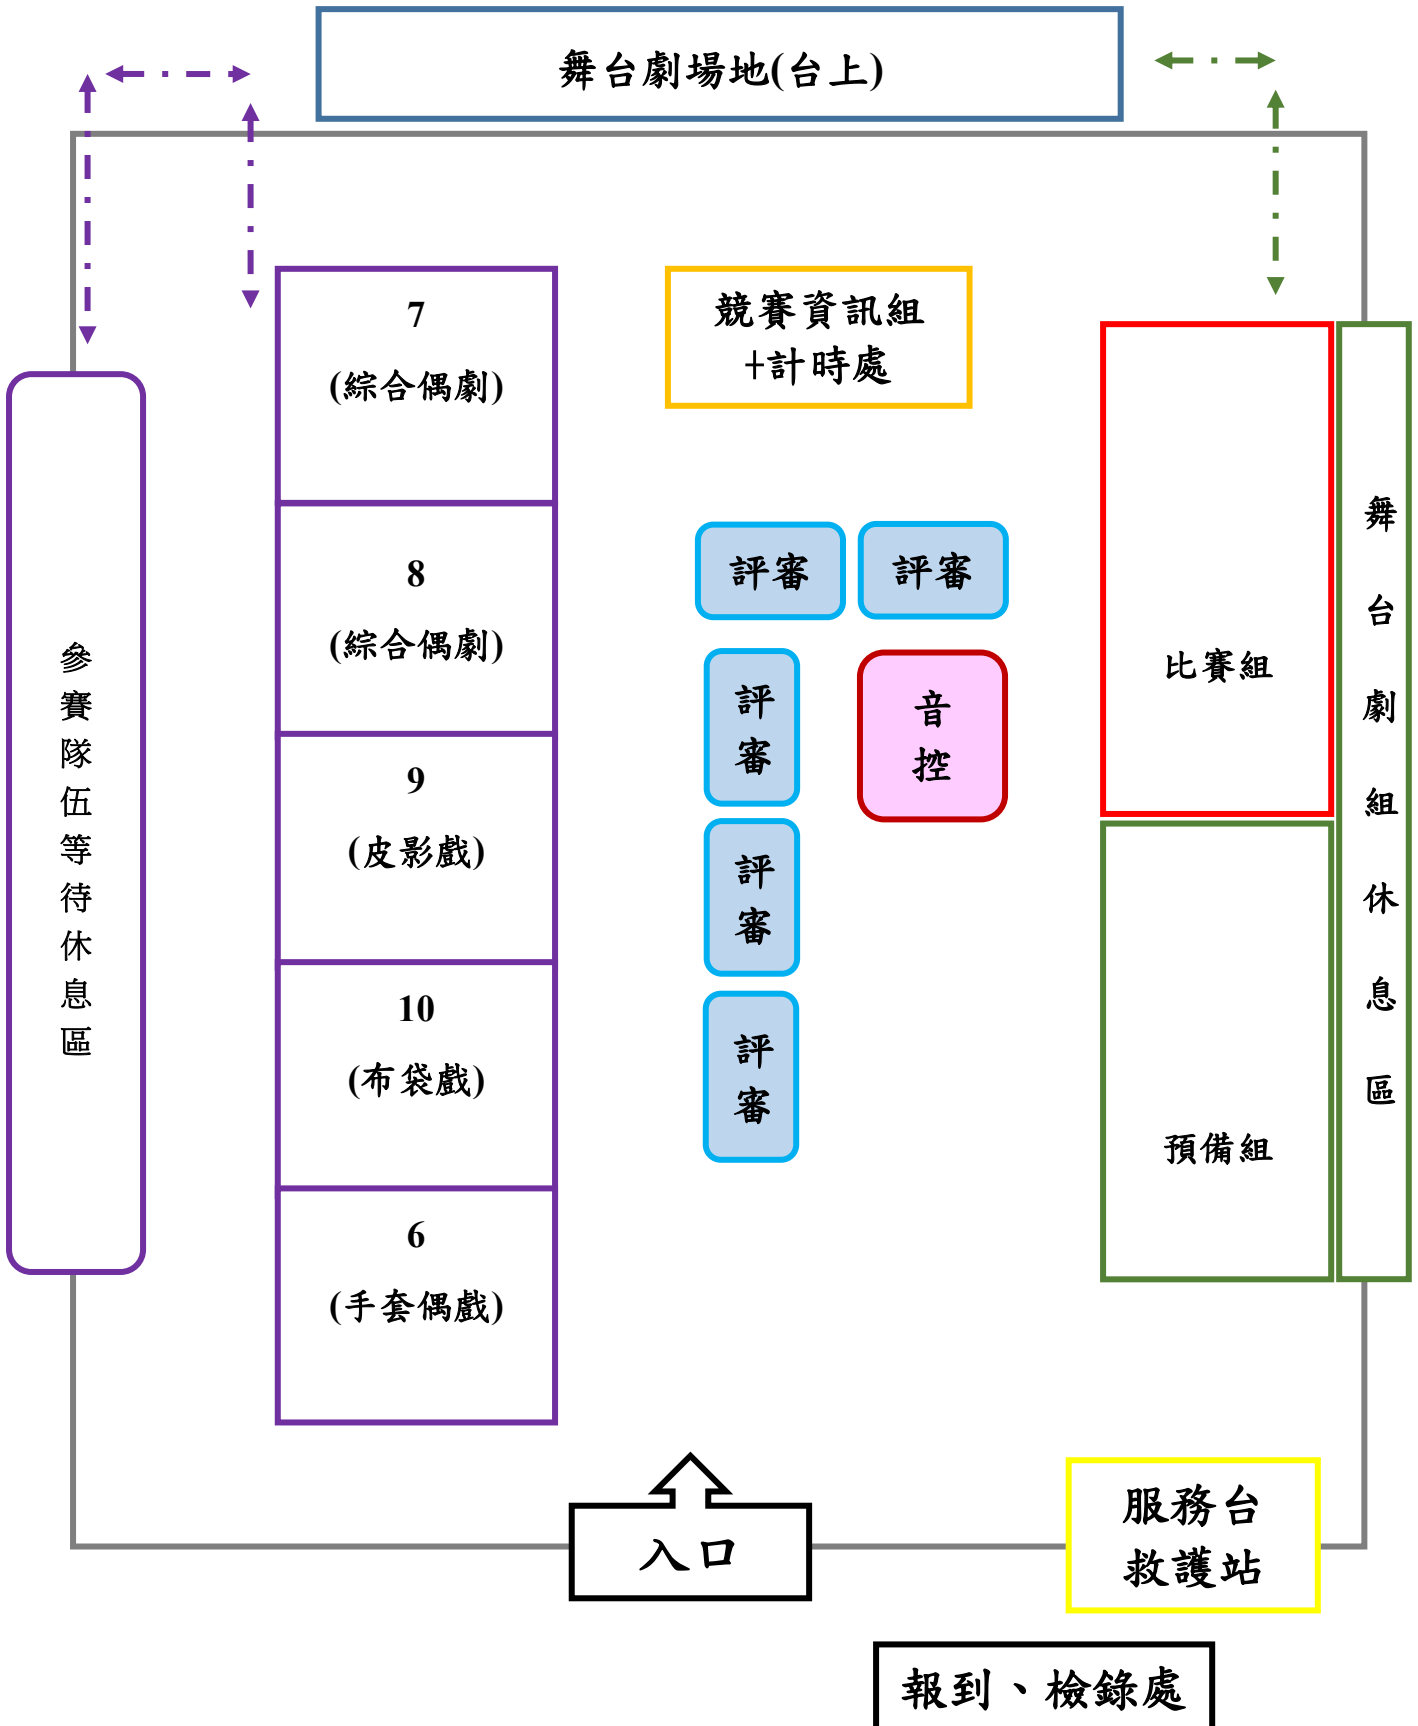 舞台劇場地(台上)
7
(綜合偶劇)
8
(綜合偶劇)
9
(皮影戲)
10
(布袋戲)
6
(手套偶戲)
參賽隊伍等待休息區
競賽資訊組
+計時處
評審
評審
評審
評審
評審
音控
比賽組
預備組
舞台劇組休息區
入口
服務台
救護站
報到、檢錄處